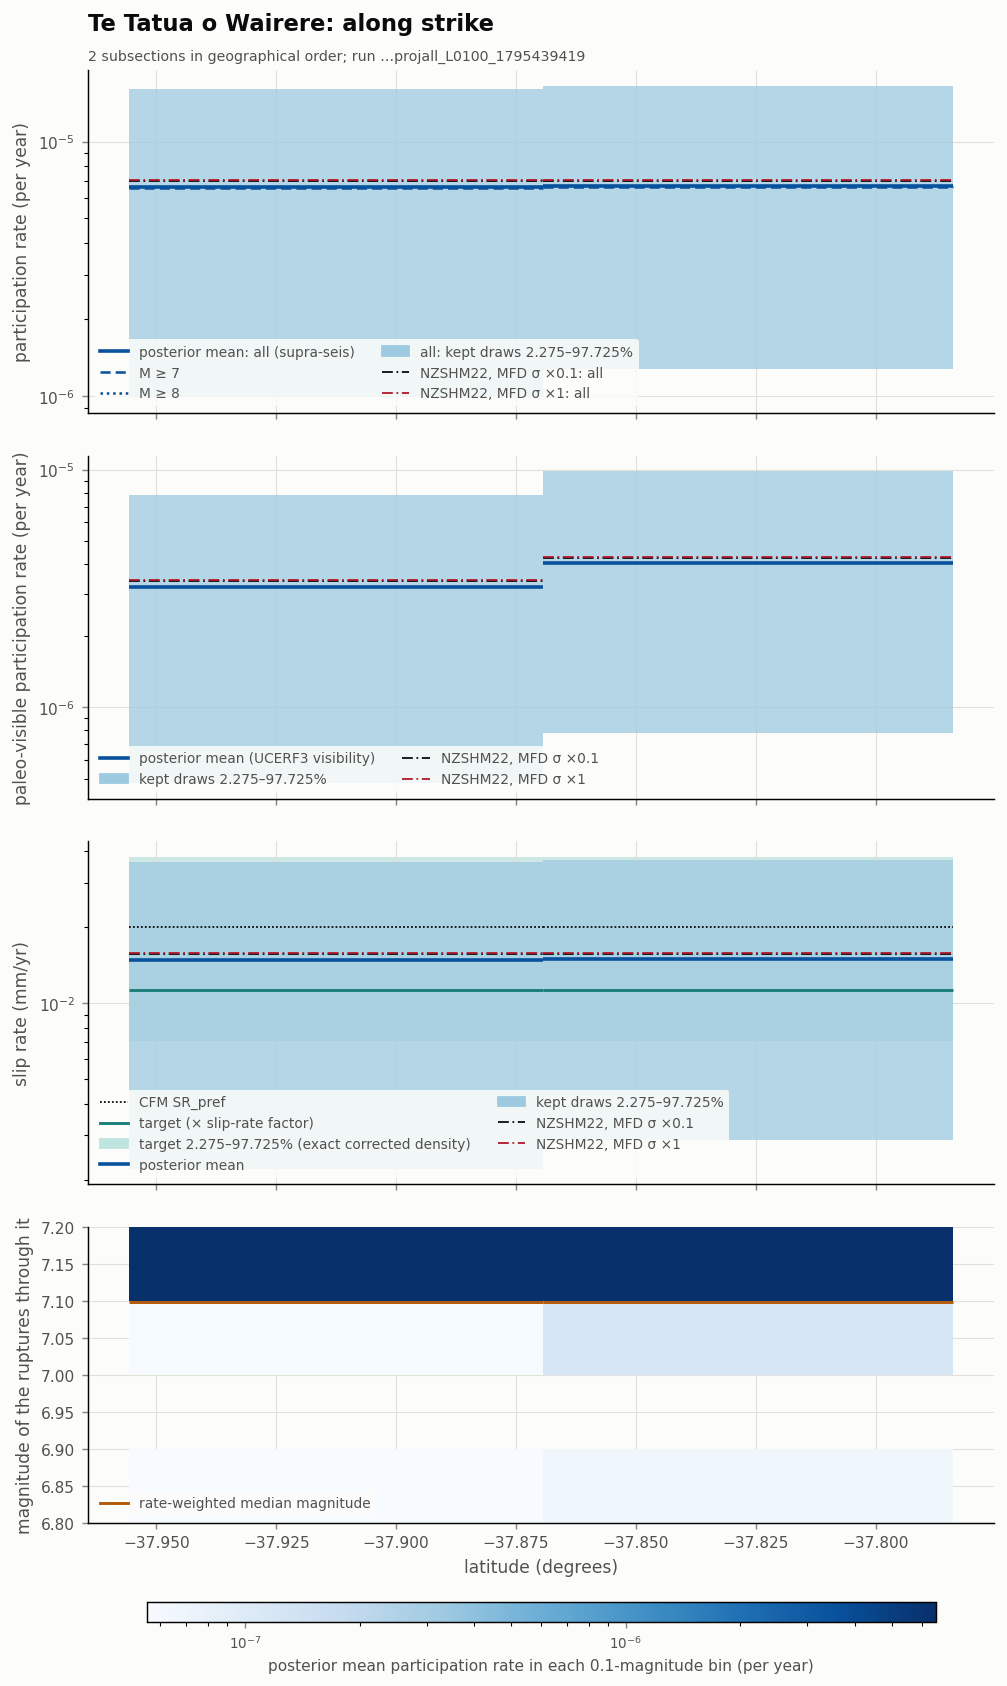 Te Tatua o Wairere: along strike
2 subsections in geographical order; run ...projall_L0100_1795439419
participation rate (per year)
10⁻⁵
10⁻⁶
posterior mean: all (supra-seis)
M ≥ 7
M ≥ 8
all: kept draws 2.275–97.725%
NZSHM22, MFD σ ×0.1: all
NZSHM22, MFD σ ×1: all
paleo-visible participation rate (per year)
10⁻⁵
10⁻⁶
posterior mean (UCERF3 visibility)
kept draws 2.275–97.725%
NZSHM22, MFD σ ×0.1
NZSHM22, MFD σ ×1
slip rate (mm/yr)
10⁻²
CFM SR_pref
target (× slip-rate factor)
target 2.275–97.725% (exact corrected density)
posterior mean
kept draws 2.275–97.725%
NZSHM22, MFD σ ×0.1
NZSHM22, MFD σ ×1
magnitude of the ruptures through it
7.20
7.15
7.10
7.05
7.00
6.95
6.90
6.85
6.80
rate-weighted median magnitude
−37.950 −37.925 −37.900 −37.875 −37.850 −37.825 −37.800
latitude (degrees)
10⁻⁷ 10⁻⁶
posterior mean participation rate in each 0.1-magnitude bin (per year)